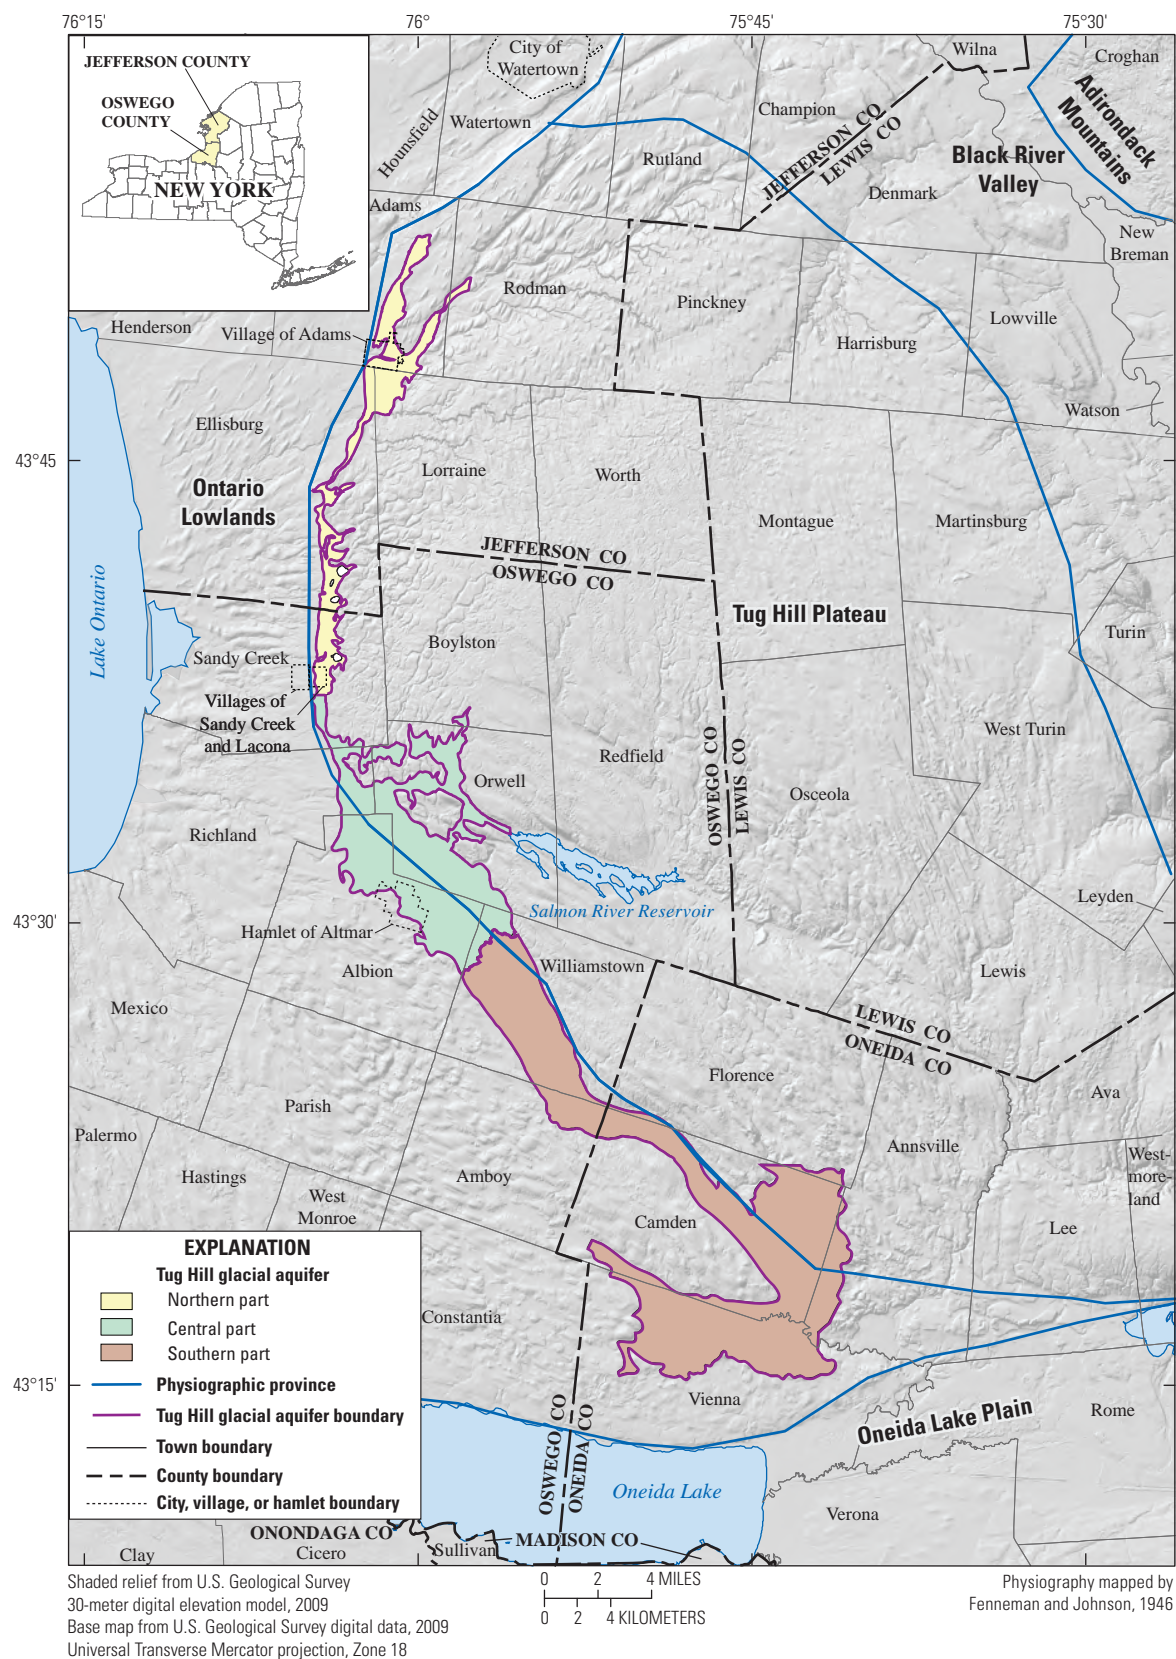 76°15'
76°
75°45'
75°30'
JEFFERSON COUNTY
OSWEGO
COUNTY
NEW YORK
City of
Watertown
Wilna
Croghan
Adirondack
Mountains
Hounsfield
Watertown
Champion
JEFFERSON CO
LEWIS CO
Rutland
Black River
Valley
Denmark
Adams
New
Breman
Rodman
Pinckney
Lowville
Henderson
Village of Adams
Harrisburg
Watson
Ellisburg
43°45'
Lorraine
Worth
Ontario
Lowlands
Montague
Martinsburg
JEFFERSON CO
OSWEGO CO
Lake Ontario
Tug Hill Plateau
Turin
Boylston
Sandy Creek
Villages of
Sandy Creek
and Lacona
West Turin
Redfield
OSWEGO CO
LEWIS CO
Orwell
Osceola
Richland
Leyden
Salmon River Reservoir
43°30'
Hamlet of Altmar
Albion
Williamstown
Lewis
Mexico
LEWIS CO
ONEIDA CO
Florence
Ava
Parish
Palermo
Annsville
West-
more-
land
Hastings
Amboy
West
Monroe
Camden
Lee
EXPLANATION
Tug Hill glacial aquifer
Northern part
Central part
Southern part
Physiographic province
Tug Hill glacial aquifer boundary
Town boundary
County boundary
City, village, or hamlet boundary
Constantia
43°15'
Vienna
Oneida Lake Plain
Rome
OSWEGO CO
ONEIDA CO
Oneida Lake
Verona
ONONDAGA CO
MADISON CO
Clay
Cicero
Sullivan
Shaded relief from U.S. Geological Survey
30-meter digital elevation model, 2009
Base map from U.S. Geological Survey digital data, 2009
Universal Transverse Mercator projection, Zone 18
0 2 4 MILES
0 2 4 KILOMETERS
Physiography mapped by
Fenneman and Johnson, 1946